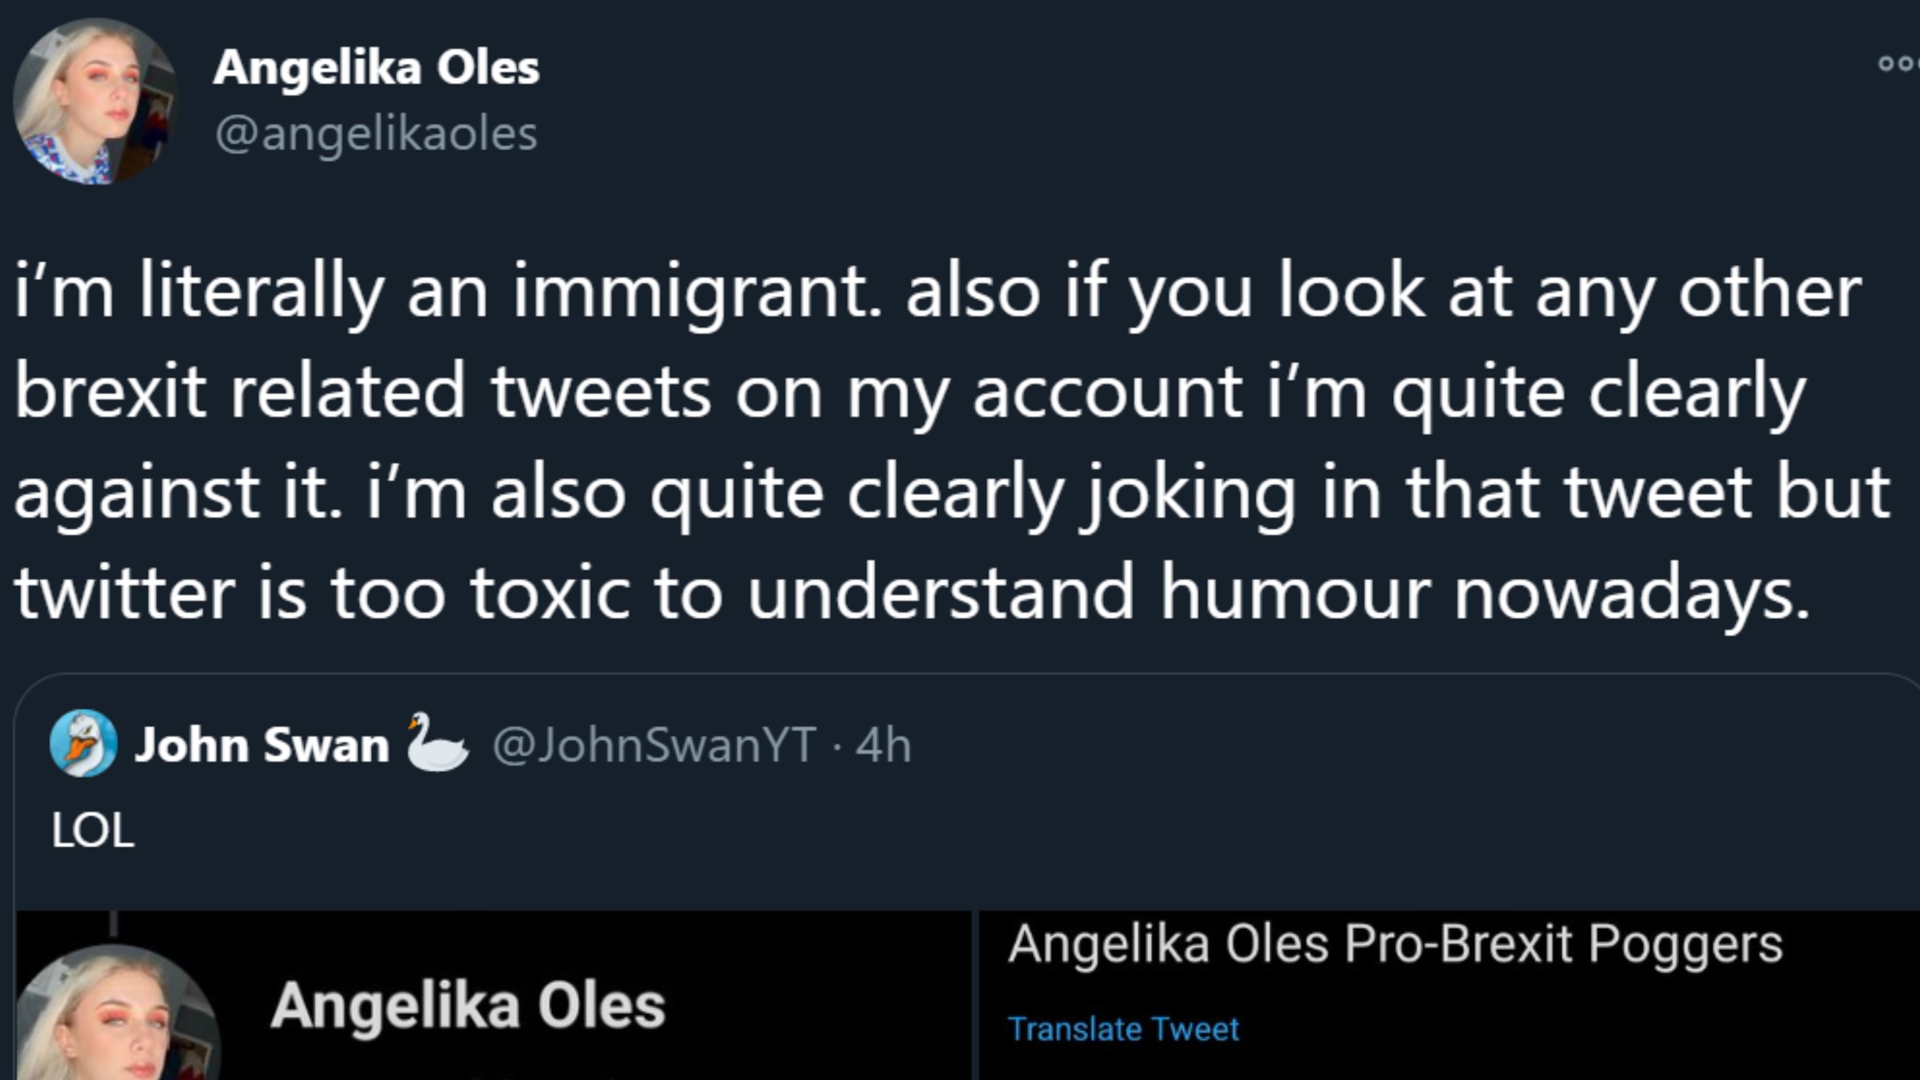 Angelika Oles
@angelikaoles
i’m literally an immigrant. also if you look at any other
brexit related tweets on my account i’m quite clearly
against it. i’m also quite clearly joking in that tweet but
twitter is too toxic to understand humour nowadays.
John Swan 🦢 @JohnSwanYT · 4h
LOL
Angelika Oles
Angelika Oles Pro-Brexit Poggers
Translate Tweet